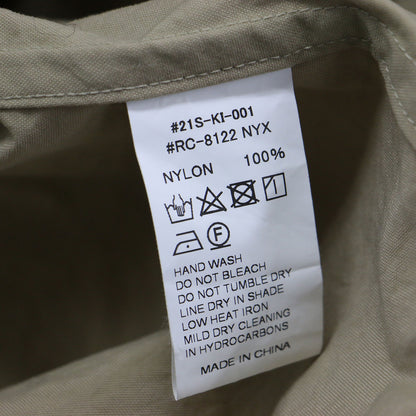 #21S-KI-001
#RC-8122 NYX
NYLON 100%
F
HAND WASH
DO NOT BLEACH
DO NOT TUMBLE DRY
LINE DRY IN SHADE
LOW HEAT IRON
MILD DRY CLEANING
IN HYDROCARBONS
MADE IN CHINA